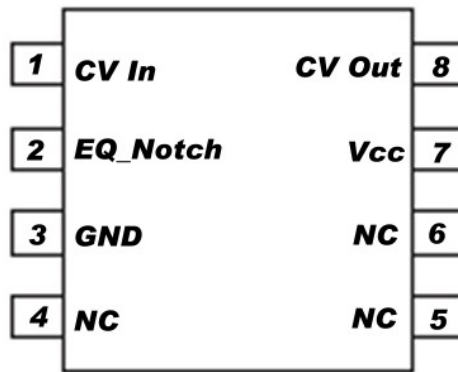 1 CV In CV Out 8
2 EQ_Notch Vcc 7
3 GND NC 6
4 NC NC 5